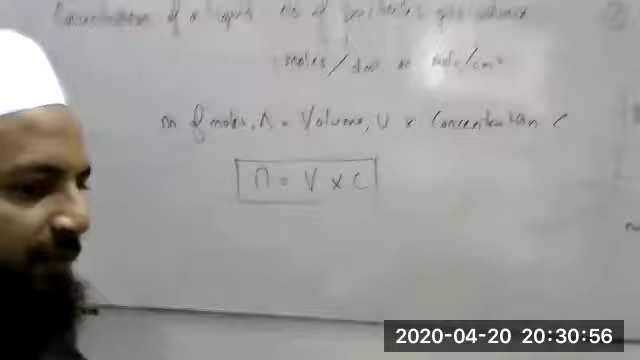 Concentration of a liquid = no of particles per volume
moles/dm³ or mole/cm³
no of moles, n = Volume, V x Concentration C
n = V x C
2020-04-20 20:30:56